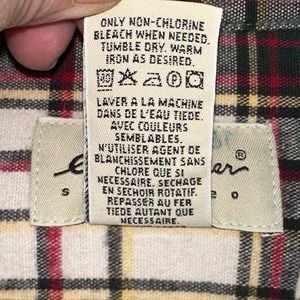 ONLY NON-CHLORINE
BLEACH WHEN NEEDED.
TUMBLE DRY. WARM
IRON AS DESIRED.
LAVER A LA MACHINE
DANS DE L'EAU TIEDE.
AVEC COULEURS
SEMBLABLES.
N'UTILISER AGENT DE
BLANCHISSEMENT SANS
CHLORE QUE SI
NECESSAIRE. SECHAGE
EN SECHOIR ROTATIF.
REPASSER AU FER
TIEDE AUTANT QUE
NECESSAIRE.
®